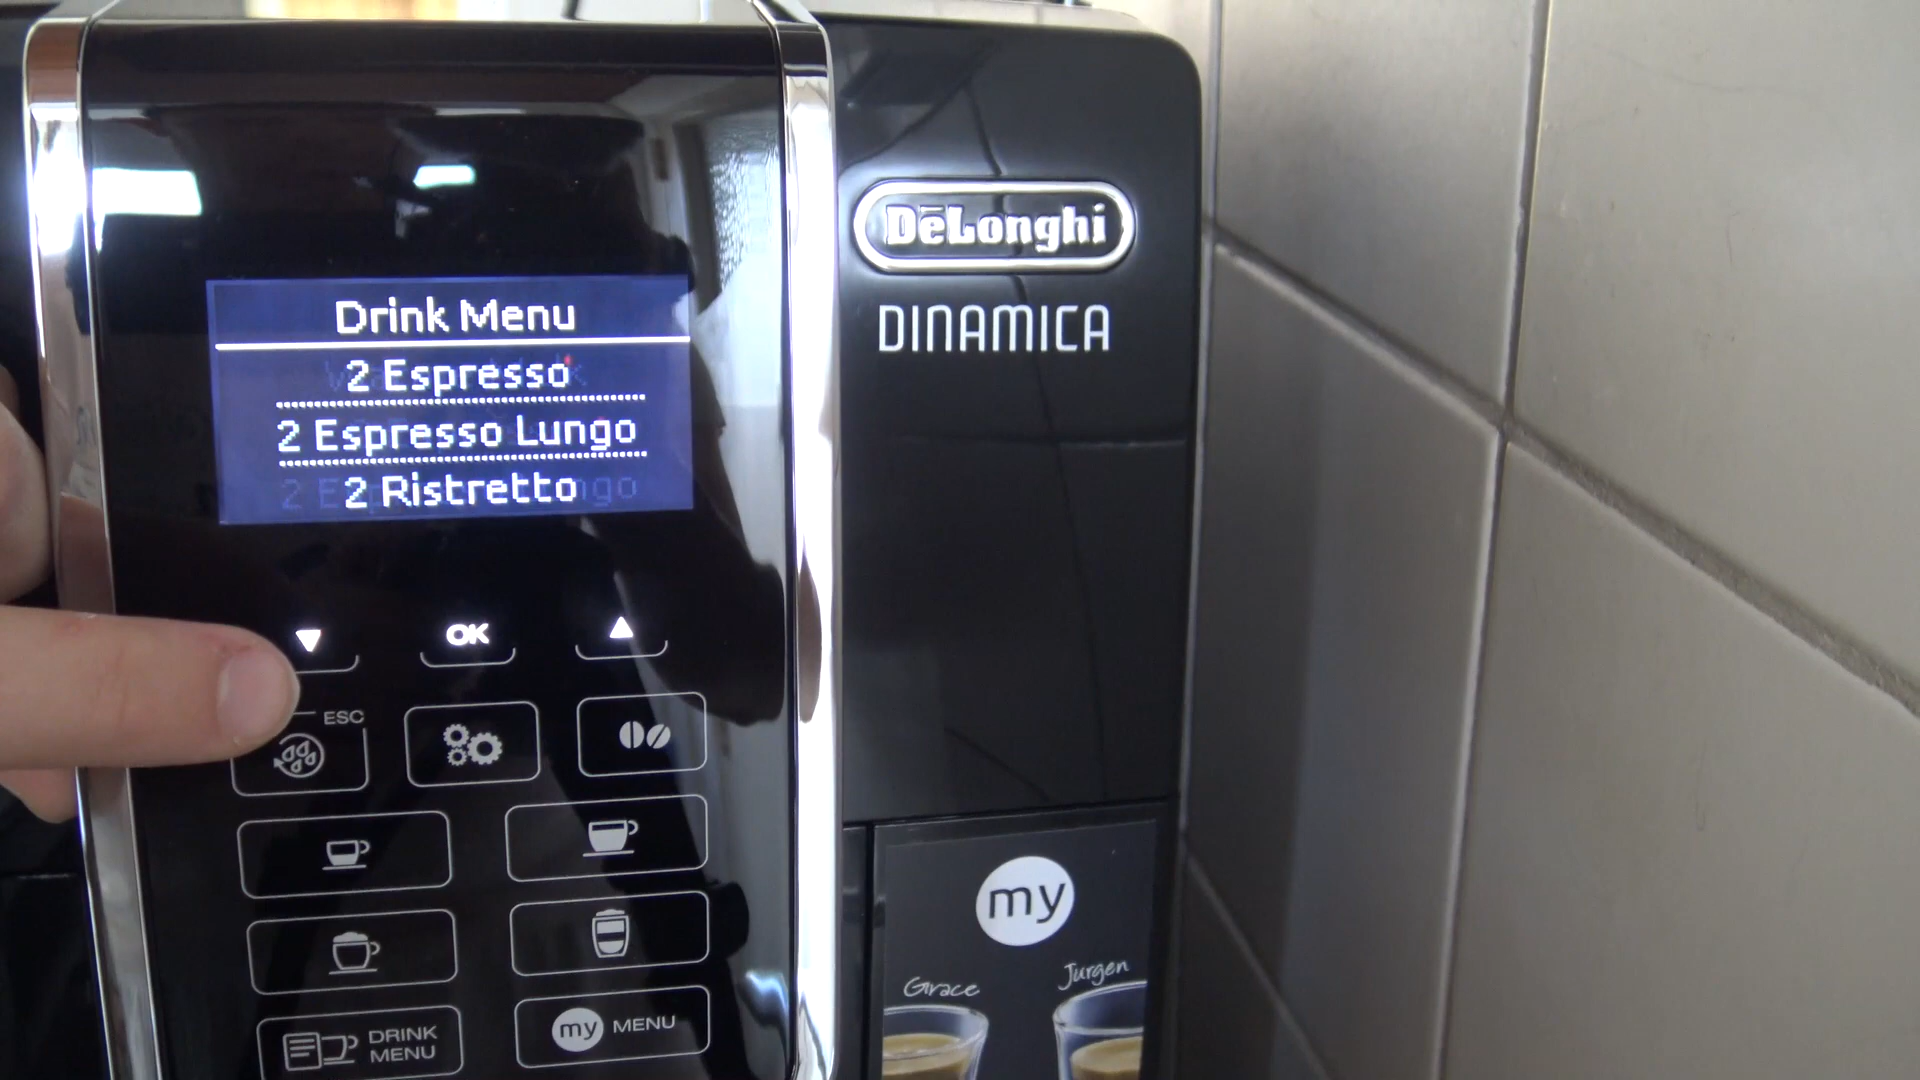 Drink Menu
2 Espresso
2 Espresso Lungo
2 Ristretto
OK
ESC
DRINK
MENU
my MENU
DeLonghi
DINAMICA
my
Grace
Jurgen